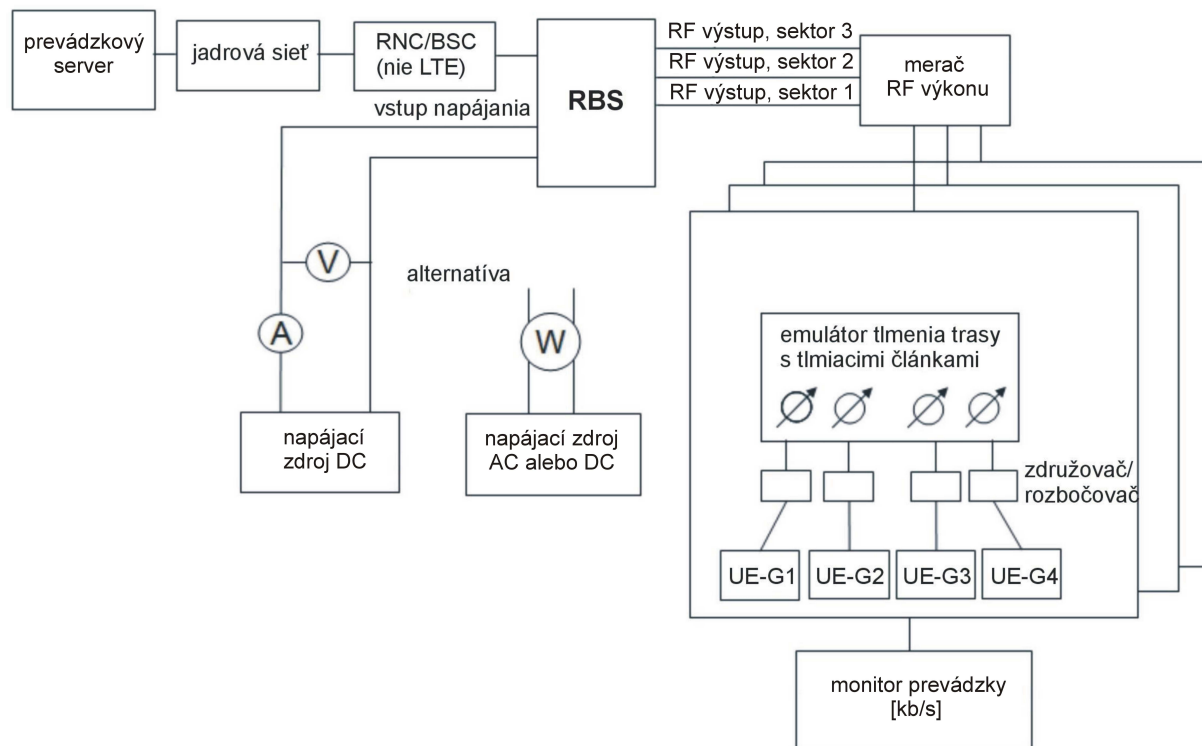 prevádzkový
server
jadrová sieť
RNC/BSC
(nie LTE)
RBS
RF výstup, sektor 3
RF výstup, sektor 2
RF výstup, sektor 1
merač
RF výkonu
vstup napájania
V
A
alternatíva
W
napájací
zdroj DC
napájací zdroj
AC alebo DC
emulátor tlmenia trasy
s tlmiacimi článkami
združovač/
rozbočovač
UE-G1
UE-G2
UE-G3
UE-G4
monitor prevádzky
[kb/s]